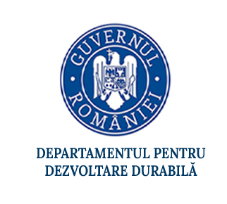 GUVERNUL
ROMÂNIEI
DEPARTAMENTUL PENTRU
DEZVOLTARE DURABILĂ